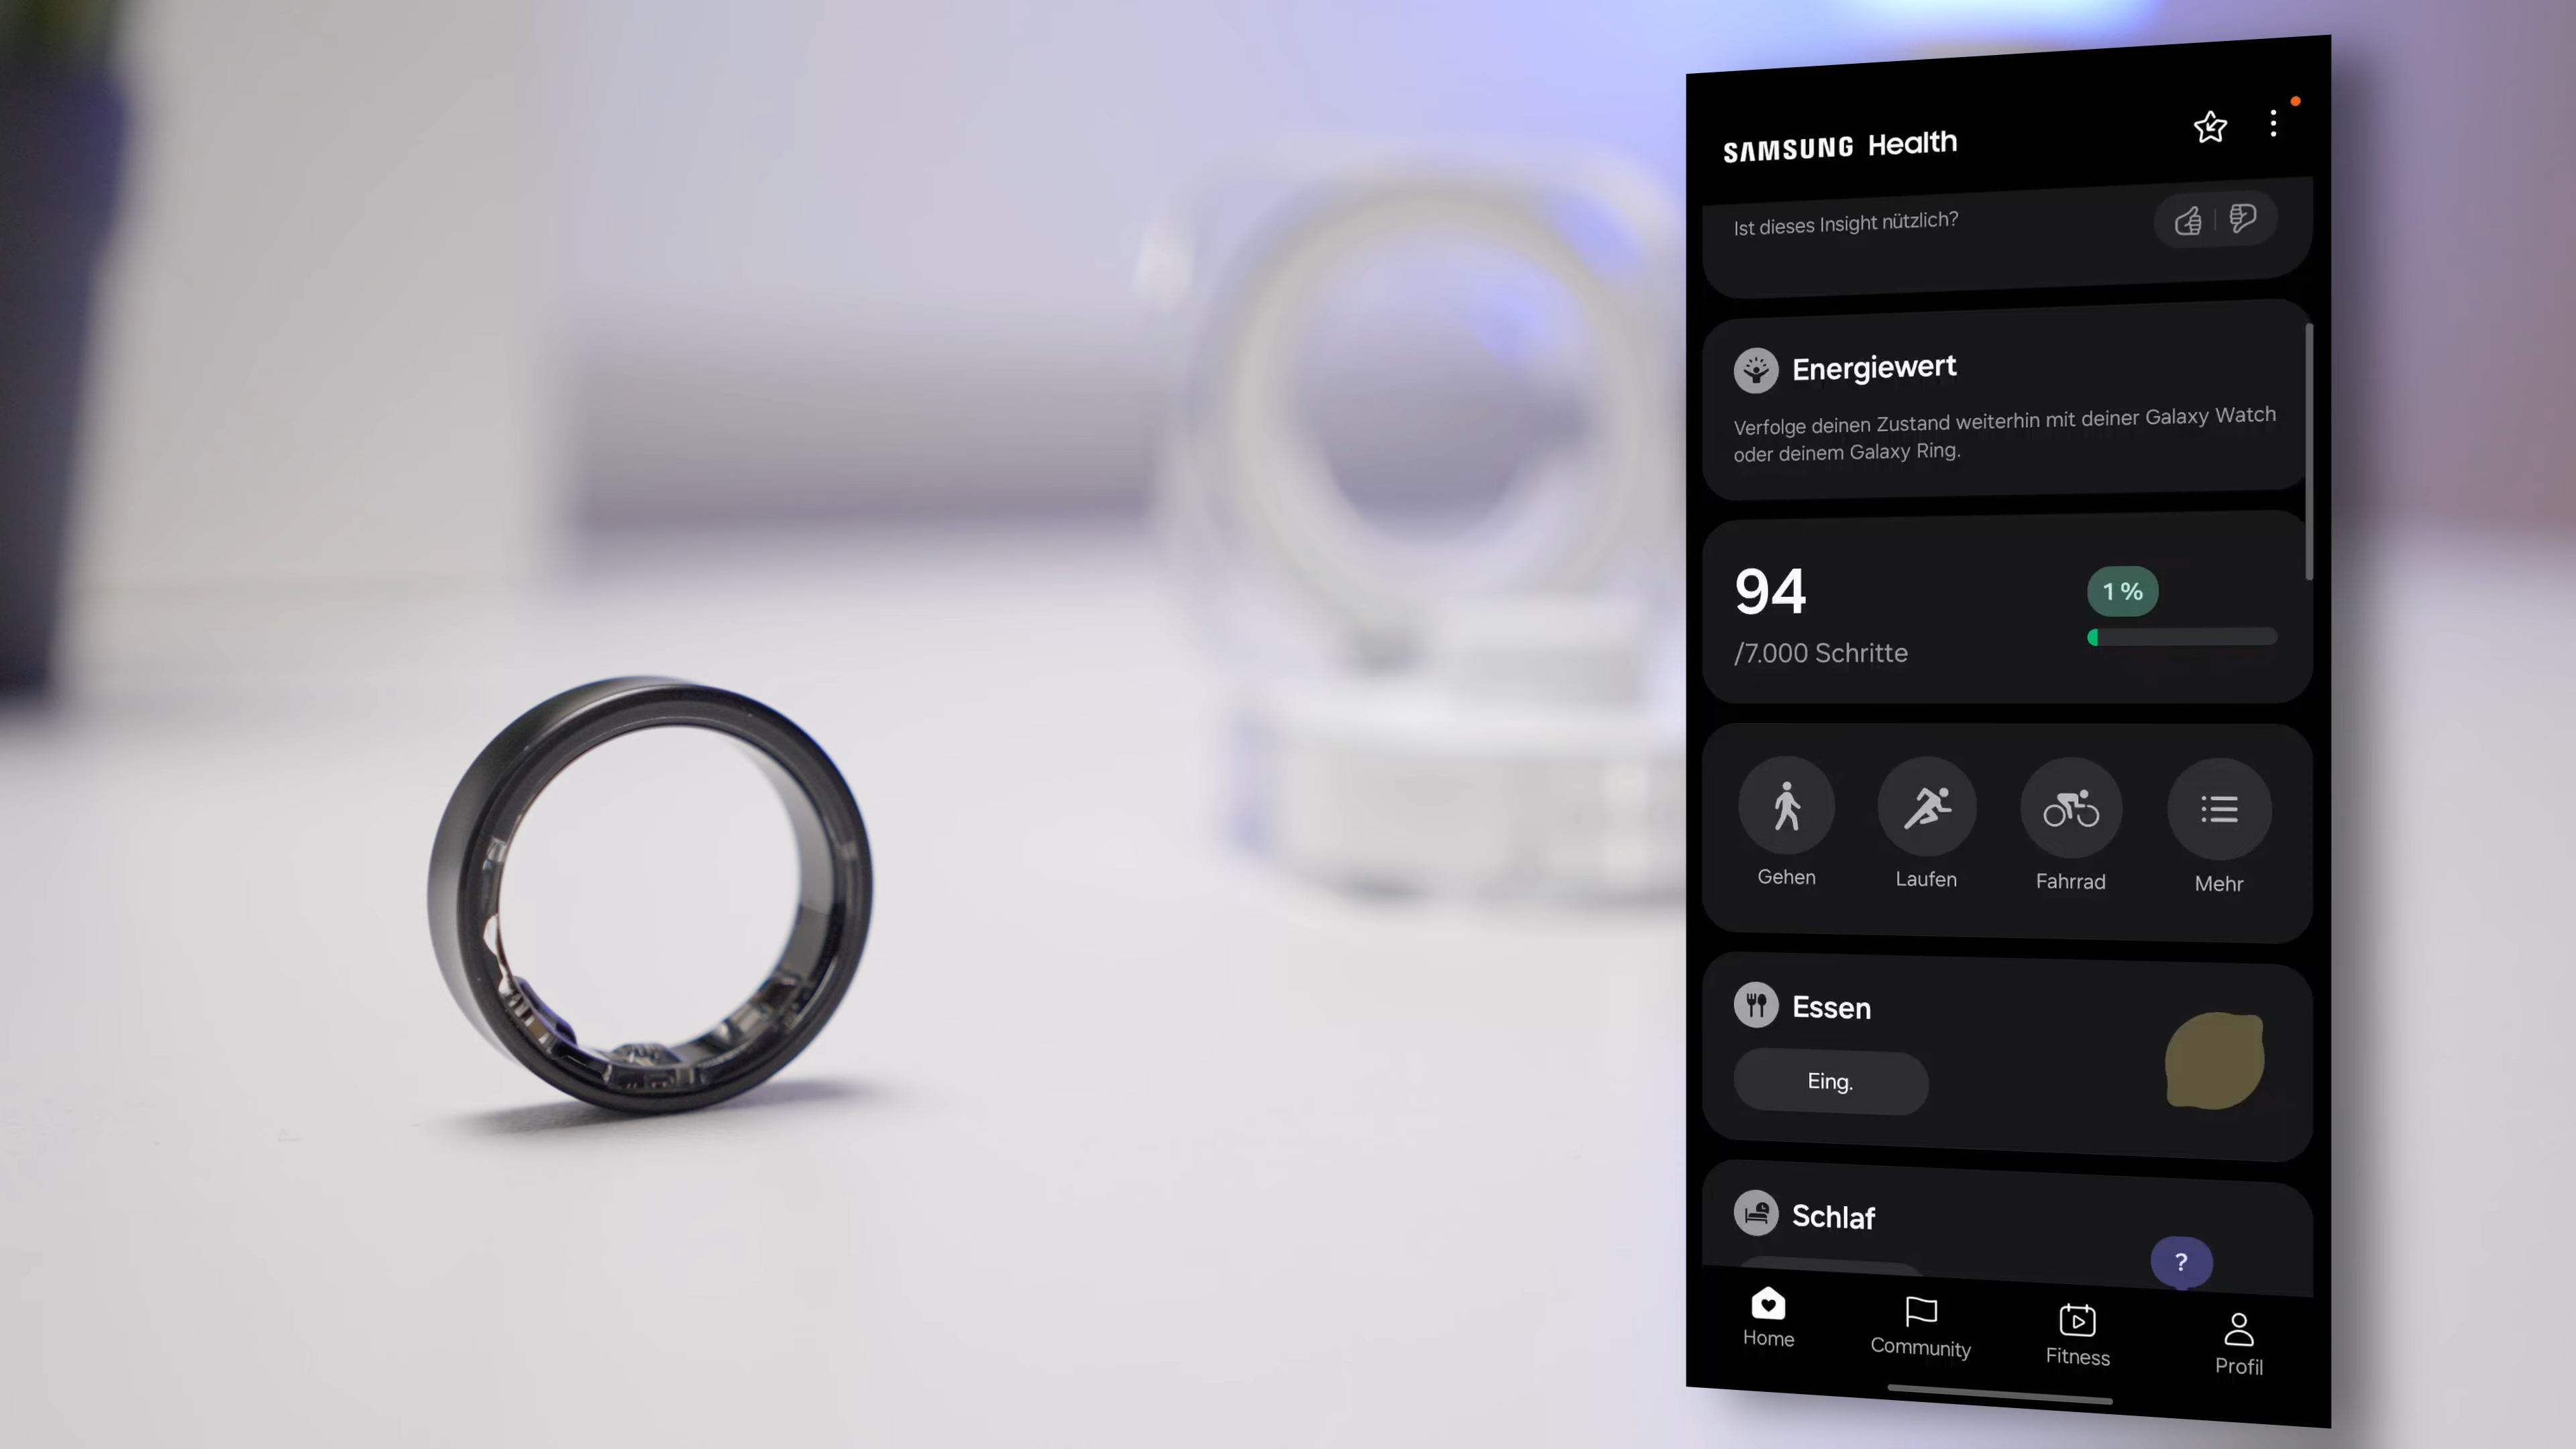 SAMSUNG Health
Ist dieses Insight nützlich?
Energiewert
Verfolge deinen Zustand weiterhin mit deiner Galaxy Watch
oder deinem Galaxy Ring.
94
1 %
/7.000 Schritte
Gehen
Laufen
Fahrrad
Mehr
Essen
Eing.
Schlaf
?
Home
Community
Fitness
Profil